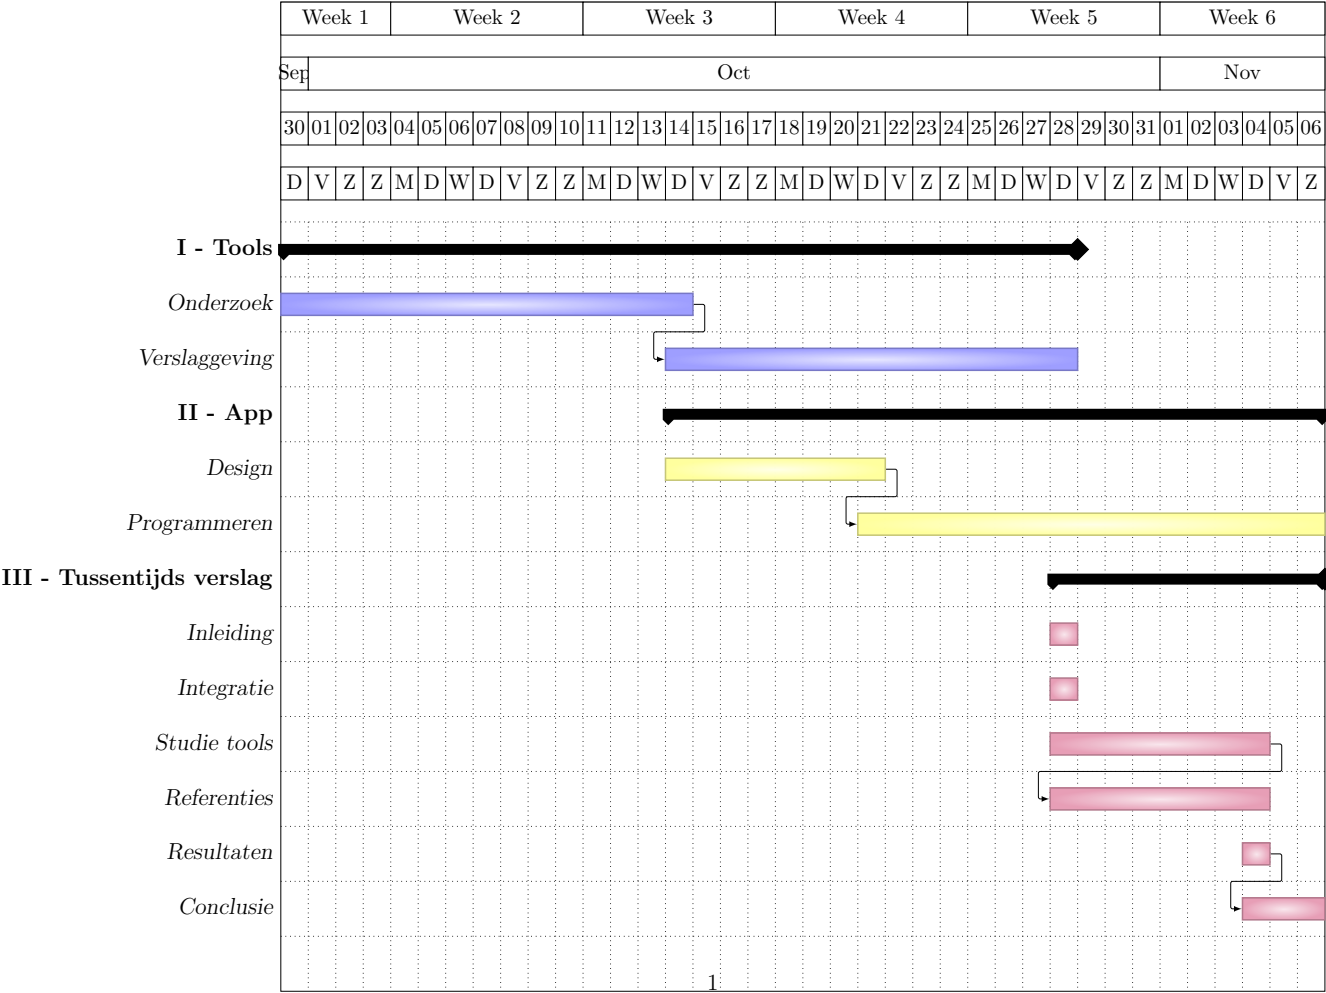 Week 1 Week 2 Week 3 Week 4 Week 5 Week 6
Sep Oct Nov
30 01 02 03 04 05 06 07 08 09 10 11 12 13 14 15 16 17 18 19 20 21 22 23 24 25 26 27 28 29 30 31 01 02 03 04 05 06
D V Z Z M D W D V Z Z M D W D V Z Z M D W D V Z Z M D W D V Z Z M D W D V Z
I - Tools
Onderzoek
Verslaggeving
II - App
Design
Programmeren
III - Tussentijds verslag
Inleiding
Integratie
Studie tools
Referenties
Resultaten
Conclusie
1